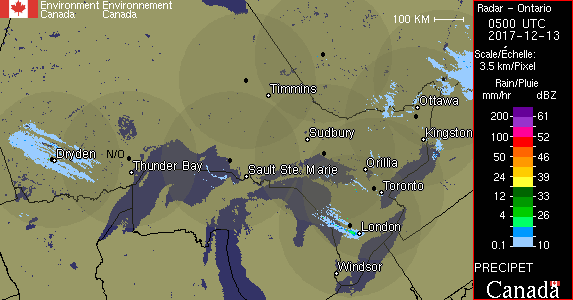 Environment Environnement
Canada Canada
100 KM
Timmins
Ottawa
Sudbury
Kingston
Dryden
N/O
Thunder Bay
Sault Ste. Marie
Orillia
Toronto
London
Windsor
Radar - Ontario
0500 UTC
2017-12-13
Scale/Échelle:
3.5 km/Pixel
Rain/Pluie
mm/hr dBZ
200 61
100 52
50 46
24 39
12 33
4 26
1 18
0.1 10
PRECIPET
Canada